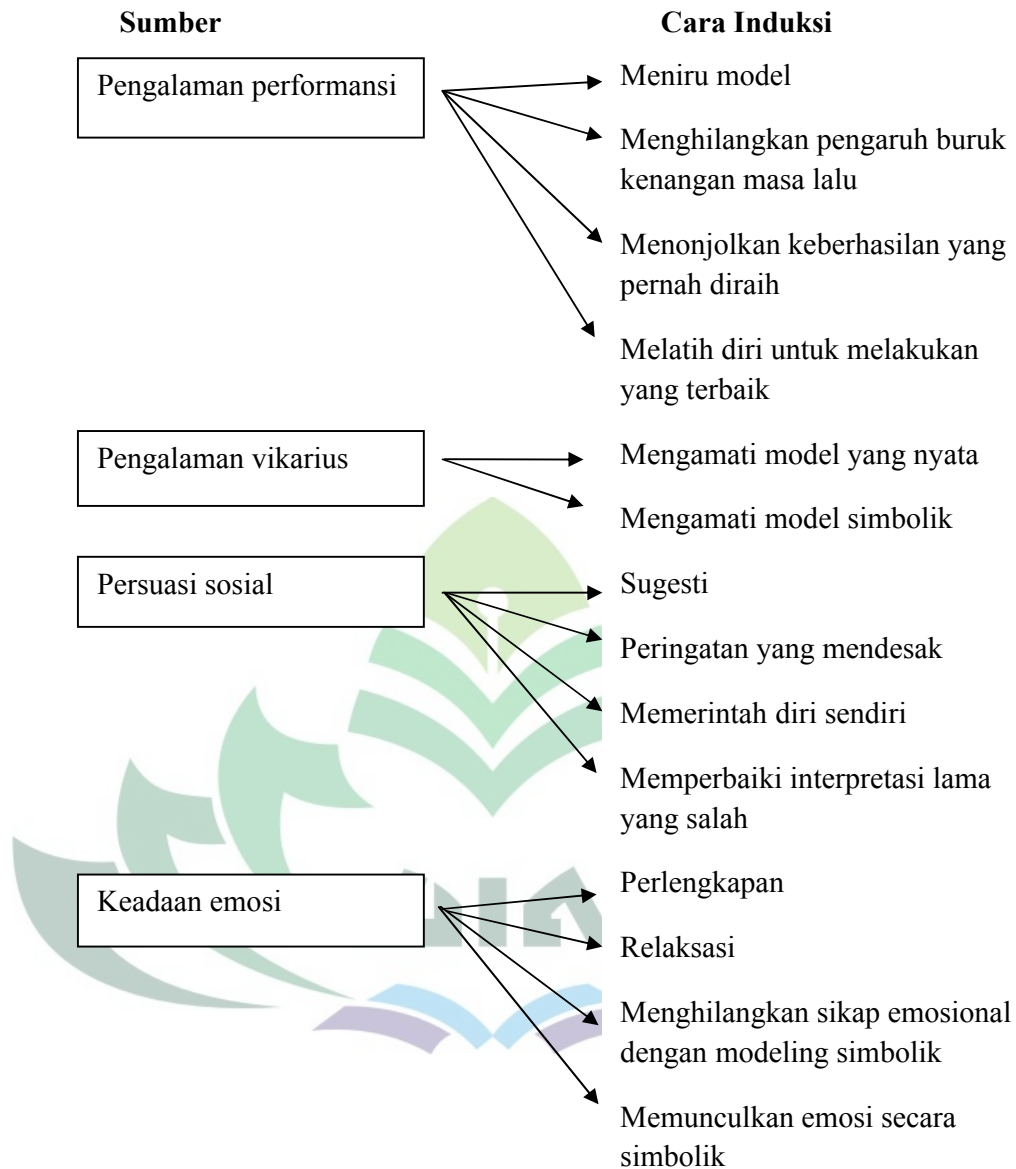 Sumber Cara Induksi
Pengalaman performansi
Meniru model
Menghilangkan pengaruh buruk
kenangan masa lalu
Menonjolkan keberhasilan yang
pernah diraih
Melatih diri untuk melakukan
yang terbaik
Pengalaman vikarius
Mengamati model yang nyata
Mengamati model simbolik
Persuasi sosial
Sugesti
Peringatan yang mendesak
Memerintah diri sendiri
Memperbaiki interpretasi lama
yang salah
Keadaan emosi
Perlengkapan
Relaksasi
Menghilangkan sikap emosional
dengan modeling simbolik
Memunculkan emosi secara
simbolik